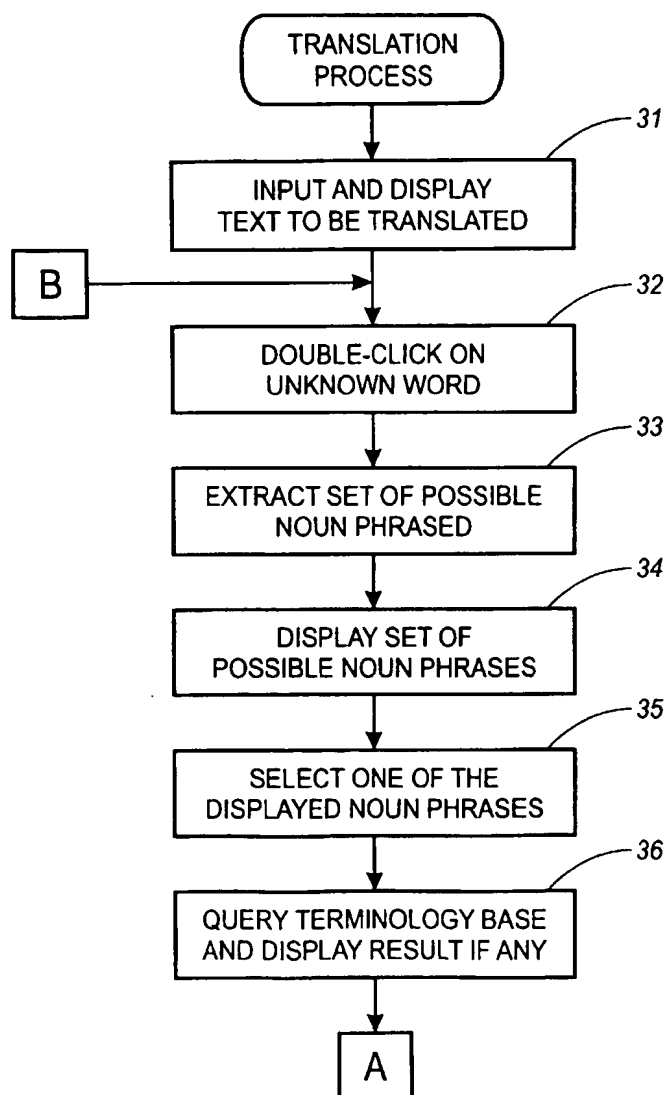 TRANSLATION
PROCESS
31
INPUT AND DISPLAY
TEXT TO BE TRANSLATED
B
32
DOUBLE-CLICK ON
UNKNOWN WORD
33
EXTRACT SET OF POSSIBLE
NOUN PHRASED
34
DISPLAY SET OF
POSSIBLE NOUN PHRASES
35
SELECT ONE OF THE
DISPLAYED NOUN PHRASES
36
QUERY TERMINOLOGY BASE
AND DISPLAY RESULT IF ANY
A